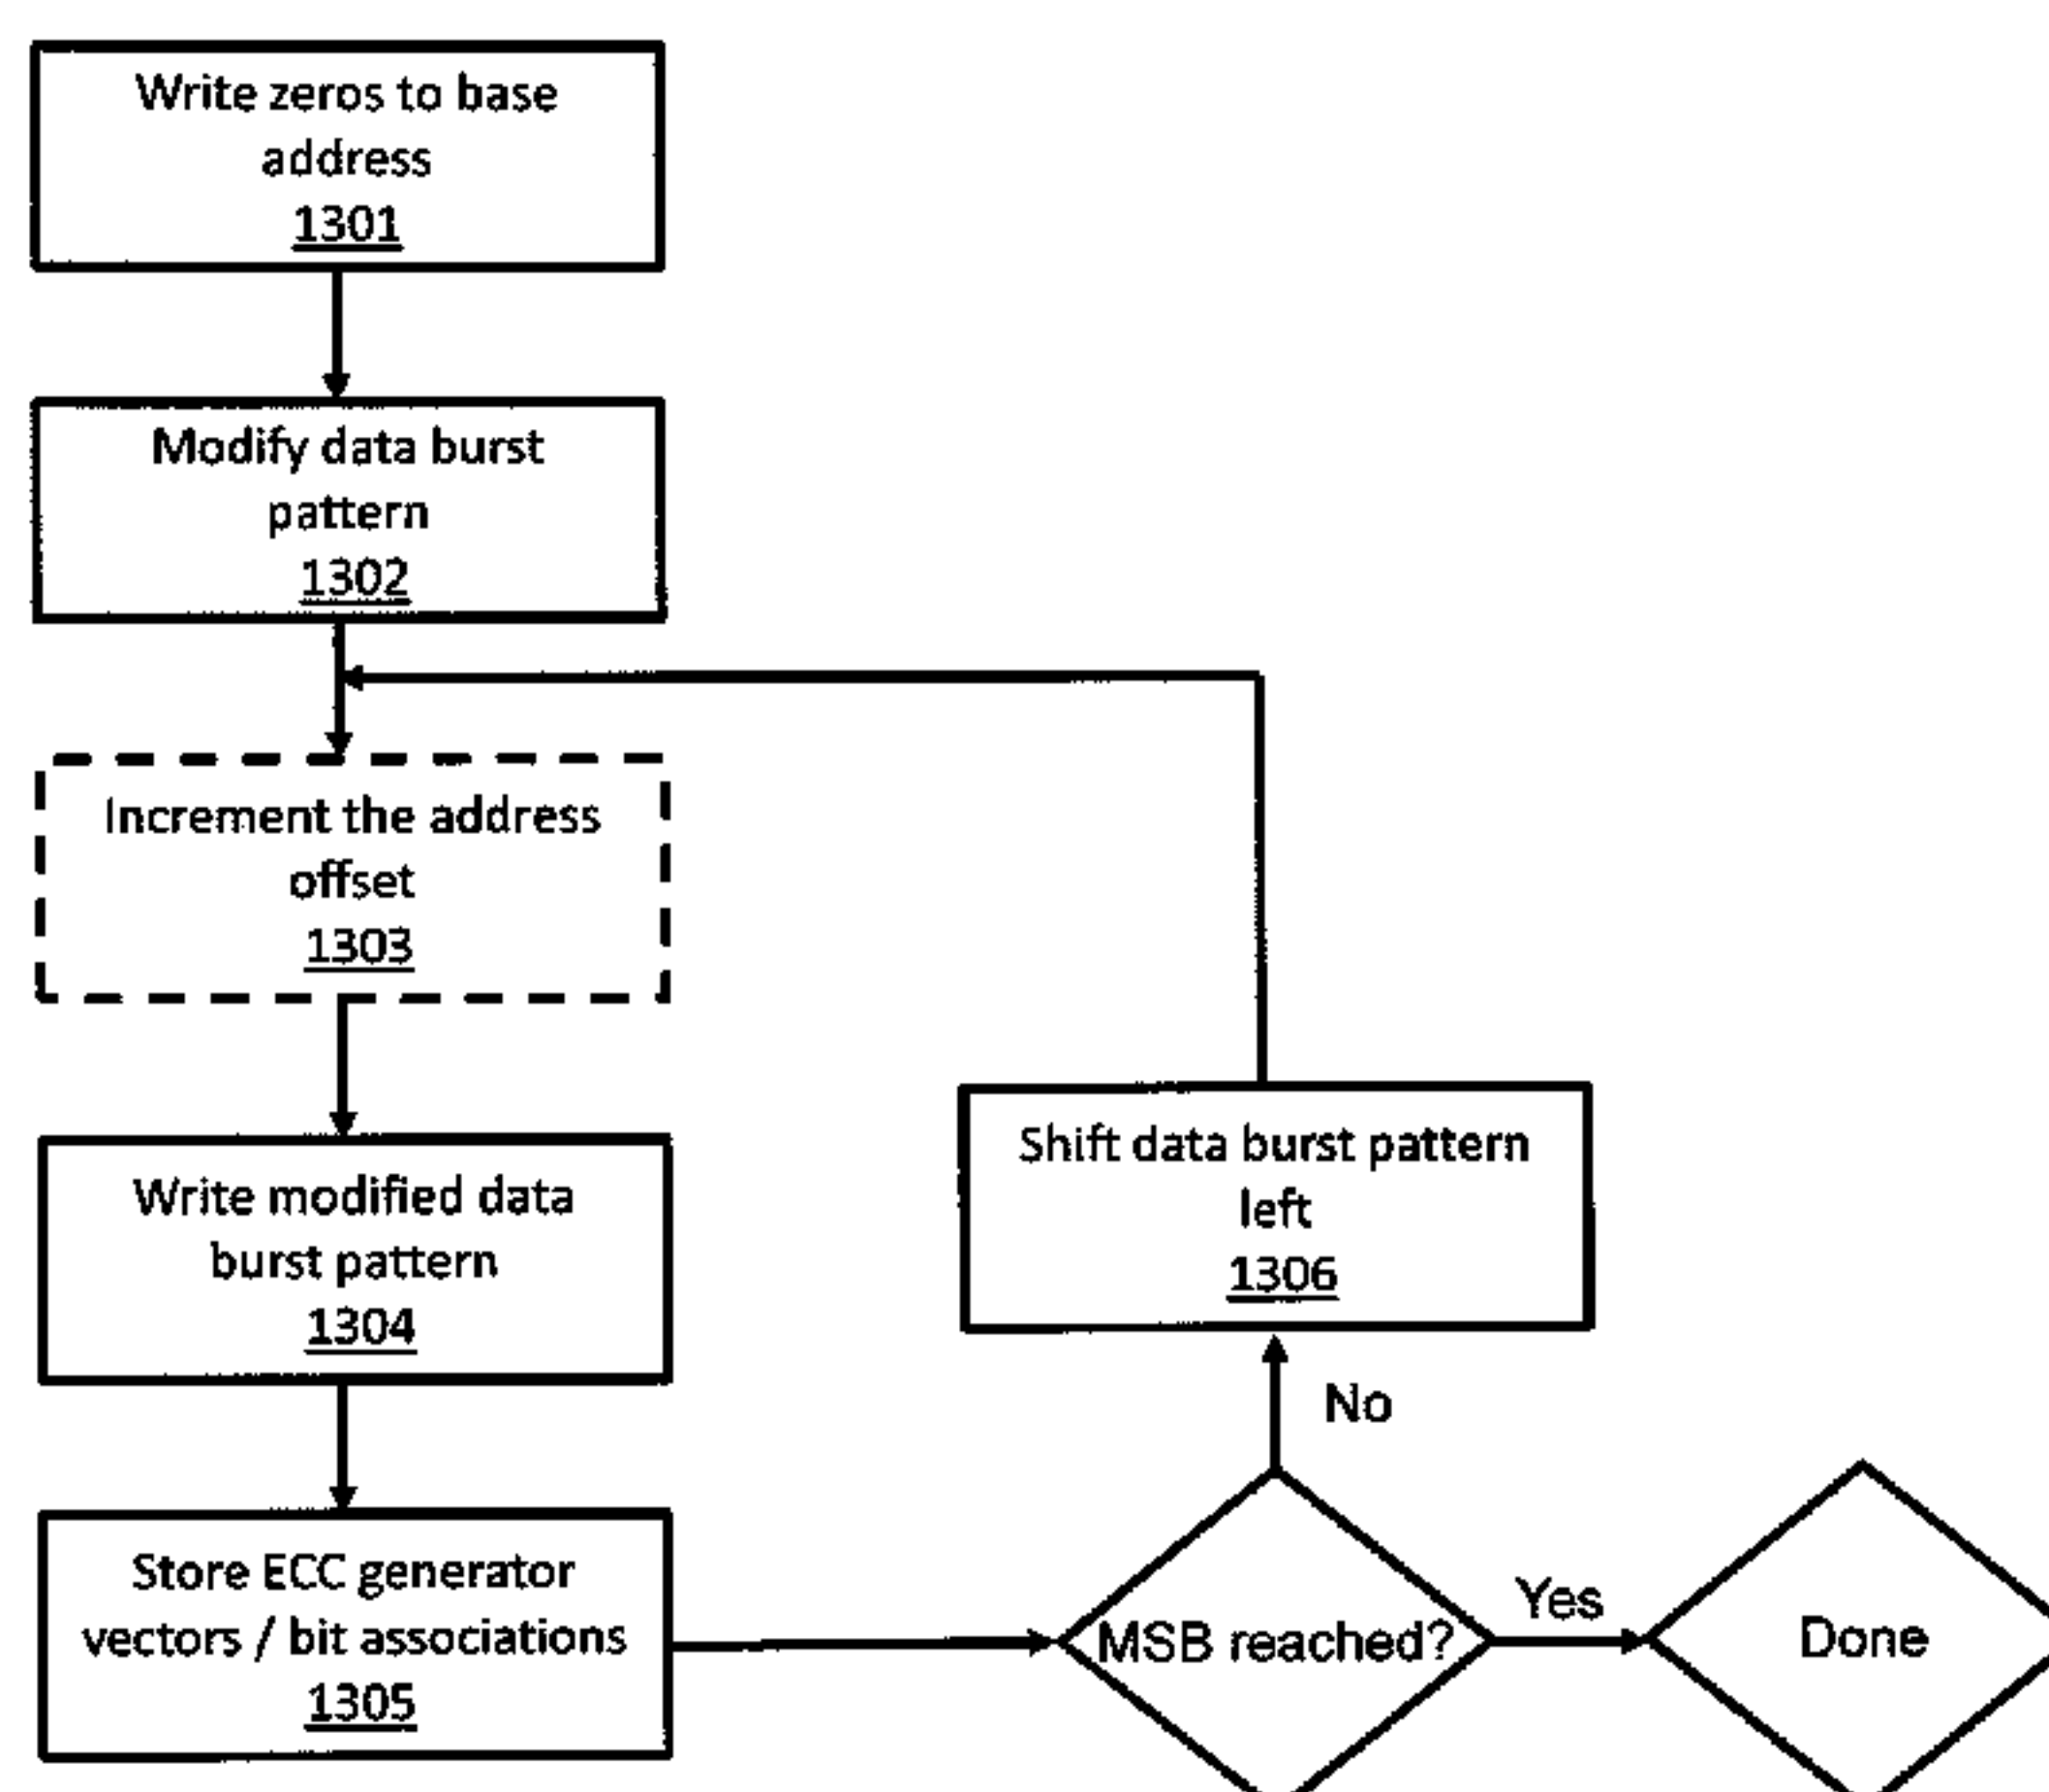 Write zeros to base
address
1301
Modify data burst
pattern
1302
Increment the address
offset
1303
Write modified data
burst pattern
1304
Store ECC generator
vectors / bit associations
1305
Shift data burst pattern
left
1306
No
MSB reached?
Yes
Done